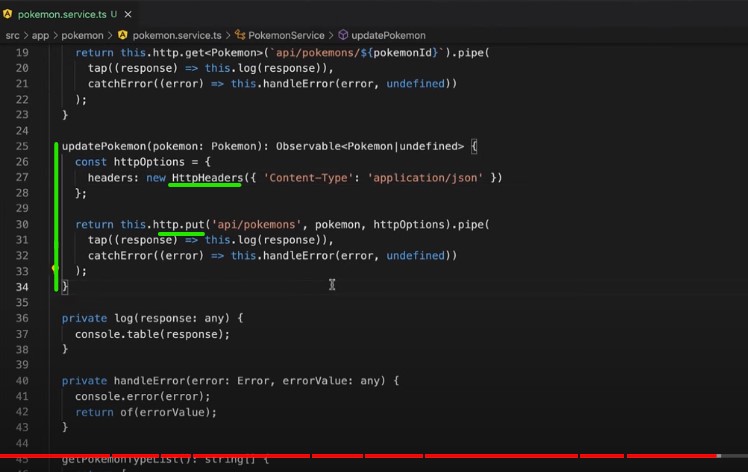 pokemon.service.ts U ×
src > app > pokemon > pokemon.service.ts > PokemonService > updatePokemon
19 return this.http.get<Pokemon>(`api/pokemons/${pokemonId}`).pipe(
20 tap((response) => this.log(response)),
21 catchError((error) => this.handleError(error, undefined))
22 );
23 }
24
25 updatePokemon(pokemon: Pokemon): Observable<Pokemon|undefined> {
26 const httpOptions = {
27 headers: new HttpHeaders({ 'Content-Type': 'application/json' })
28 };
29
30 return this.http.put('api/pokemons', pokemon, httpOptions).pipe(
31 tap((response) => this.log(response)),
32 catchError((error) => this.handleError(error, undefined))
33 );
34 }
35
36 private log(response: any) {
37 console.table(response);
38 }
39
40 private handleError(error: Error, errorValue: any) {
41 console.error(error);
42 return of(errorValue);
43 }
44
45 getPokemonTypeList(): string[] {